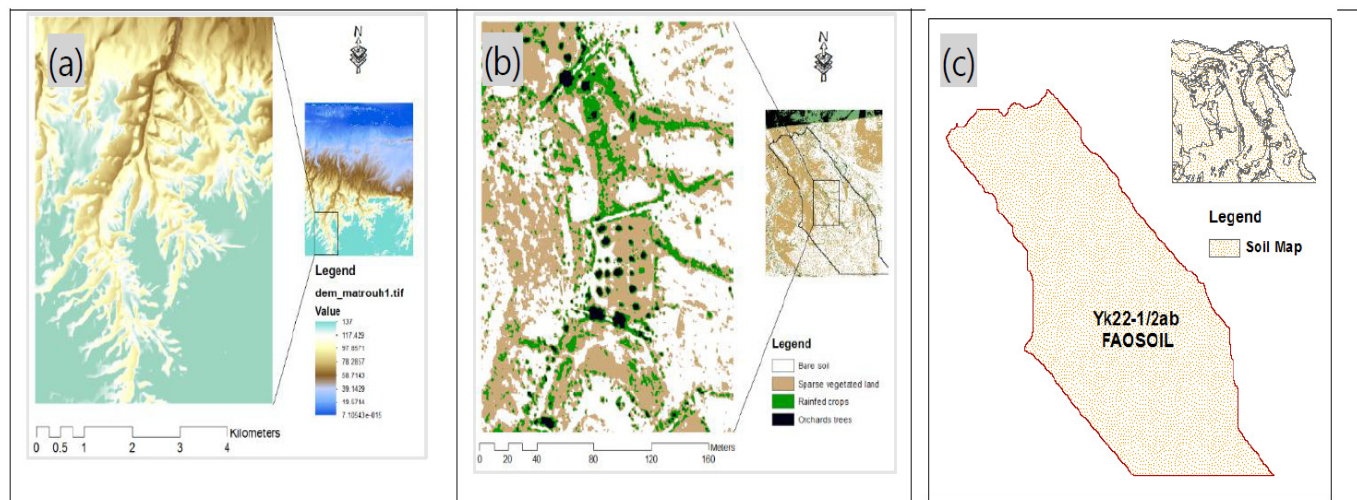 (a)
N
Legend
dem_matrouh1.tif
Value
137
117.429
97.8571
78.2857
58.7143
39.1429
19.5714
7.10543e-015
Kilometers
0 0.5 1 2 3 4
(b)
N
Legend
Bare soil
Sparse vegetated land
Rainfed crops
Orchards trees
Meters
0 20 40 80 120 160
(c)
Legend
Soil Map
Yk22-1/2ab
FAOSOIL